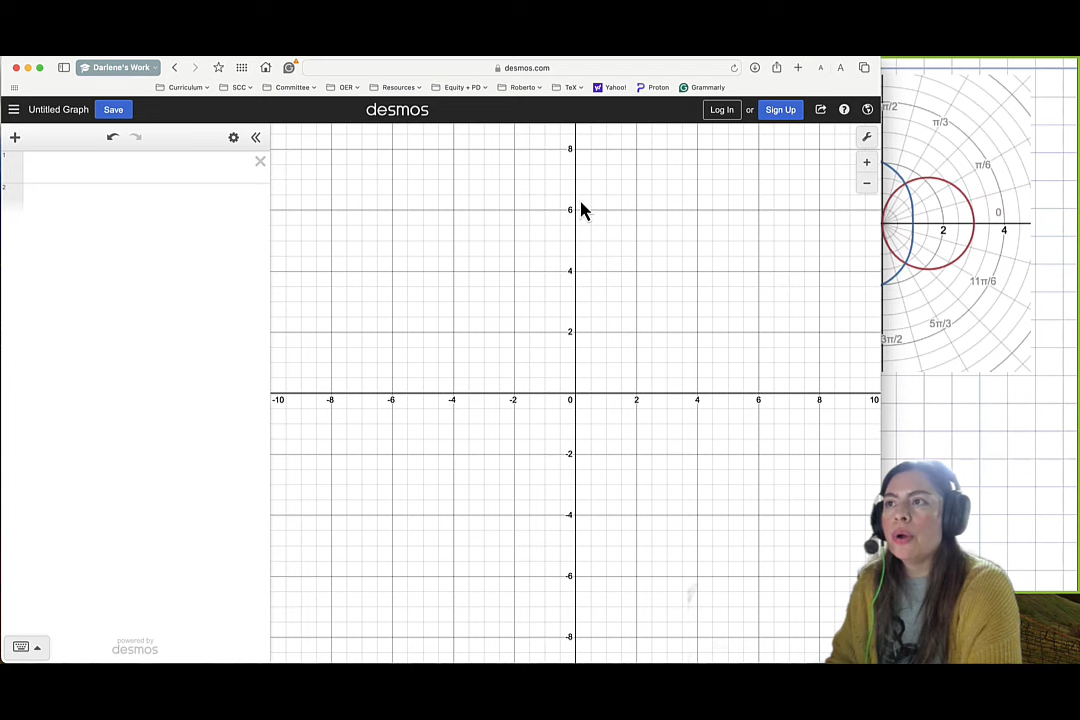 Darlene's Work
desmos.com
A A
Curriculum SCC Committee OER Resources Equity + PD Roberto TeX Yahoo! Proton Grammarly
Untitled Graph Save desmos Log In or Sign Up
1
2
8
6
4
2
-10 -8 -6 -4 -2 0 2 4 6 8 10
-2
-4
-6
-8
powered by
desmos
π/2
π/3
π/6
0
2 4
11π/6
5π/3
3π/2